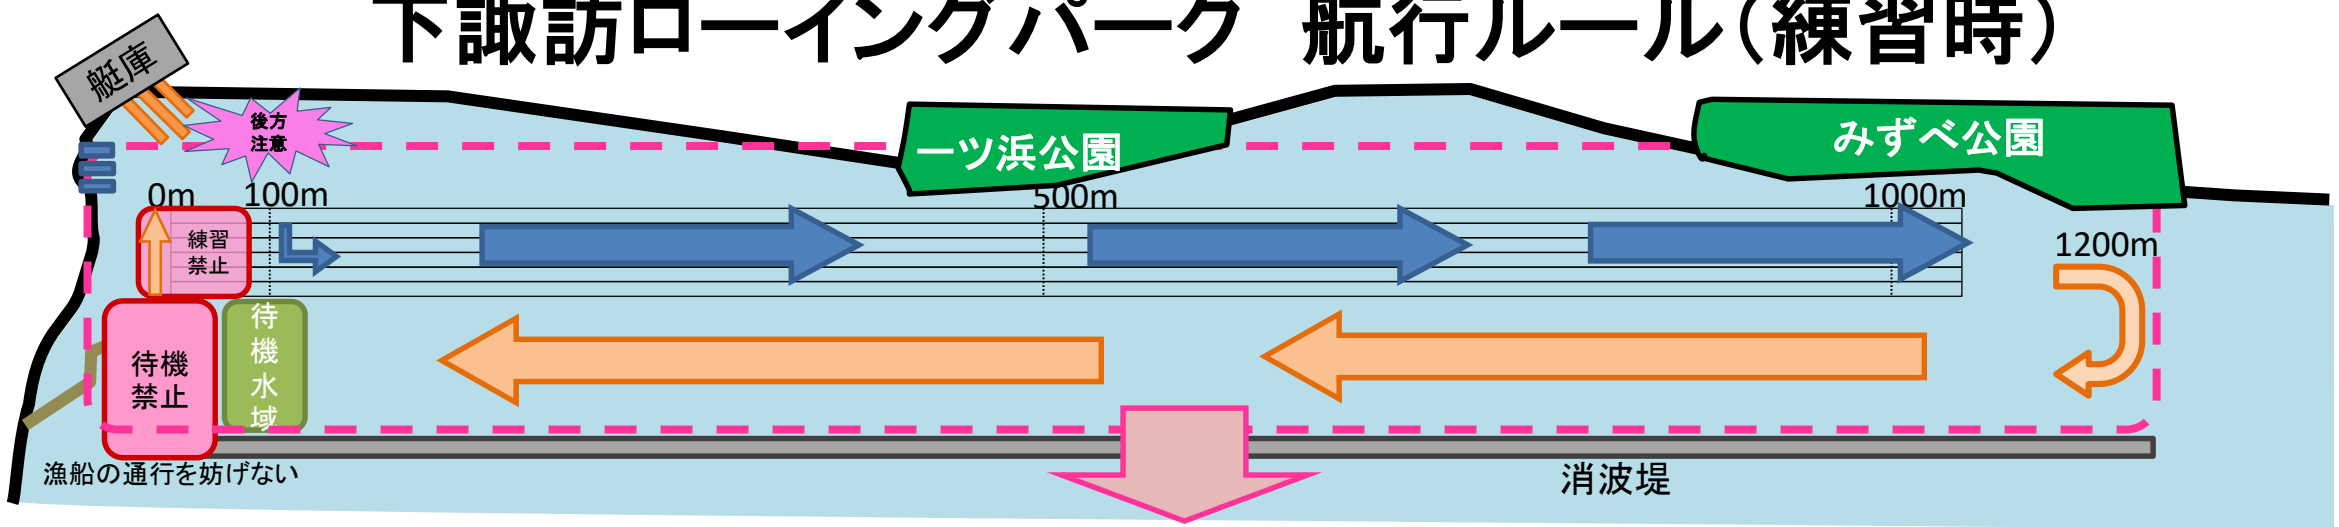 下諏訪ローイングパーク 航行ルール（練習時）
艇庫
後方
注意
一ツ浜公園
みずべ公園
0m
100m
500m
1000m
1200m
練習
禁止
待機
禁止
待
機
水
域
漁船の通行を妨げない
消波堤